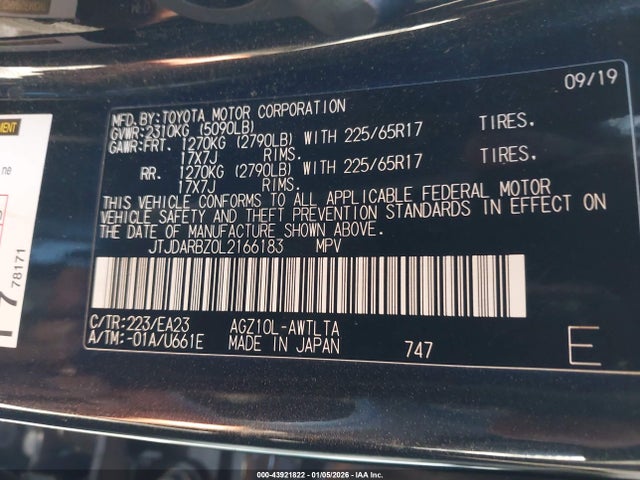 09/19
MFD.BY:TOYOTA MOTOR CORPORATION
GVWR:2310KG (5090LB)
GAWR:FRT. 1270KG (2790LB) WITH 225/65R17 TIRES.
17X7J RIMS.
RR. 1270KG (2790LB) WITH 225/65R17 TIRES.
17X7J RIMS.
THIS VEHICLE CONFORMS TO ALL APPLICABLE FEDERAL MOTOR
VEHICLE SAFETY AND THEFT PREVENTION STANDARDS IN EFFECT ON
THE DATE OF MANUFACTURE SHOWN ABOVE.
JTJDARBZ0L2166183 MPV
C/TR:223/EA23 AGZ10L-AWTLTA
A/TM:-01A/U661E MADE IN JAPAN 747 E
78171
000-43921822 - 01/05/2026 - IAA Inc.